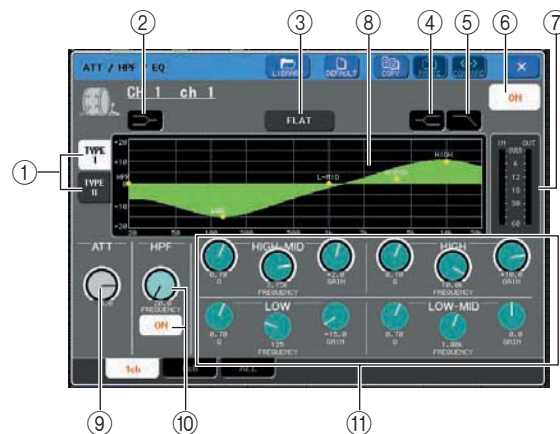 ② ③ ⑧ ④ ⑤ ⑥ ⑦
ATT / HPF / EQ LIBRARY DEFAULT COPY ×
CH 1 ch 1
ON
FLAT
①
TYPE I
TYPE II
+20
+10
0
-10
-20
HPF LOW L-MID HIGH
20 50 100 200 500 1k 2k 5k 10k 20k
IN OUT
OVER
6
12
18
30
60
ATT HPF HIGH-MID HIGH
0.70 Q
3.75K FREQUENCY
+2.0 GAIN
0.70 Q
10.0K FREQUENCY
+10.0 GAIN
20.0 FREQUENCY
ON
LOW LOW-MID
0.70 Q
125 FREQUENCY
-15.0 GAIN
0.70 Q
1.00K FREQUENCY
0.0 GAIN
1ch ALL
⑨ ⑩ ⑪